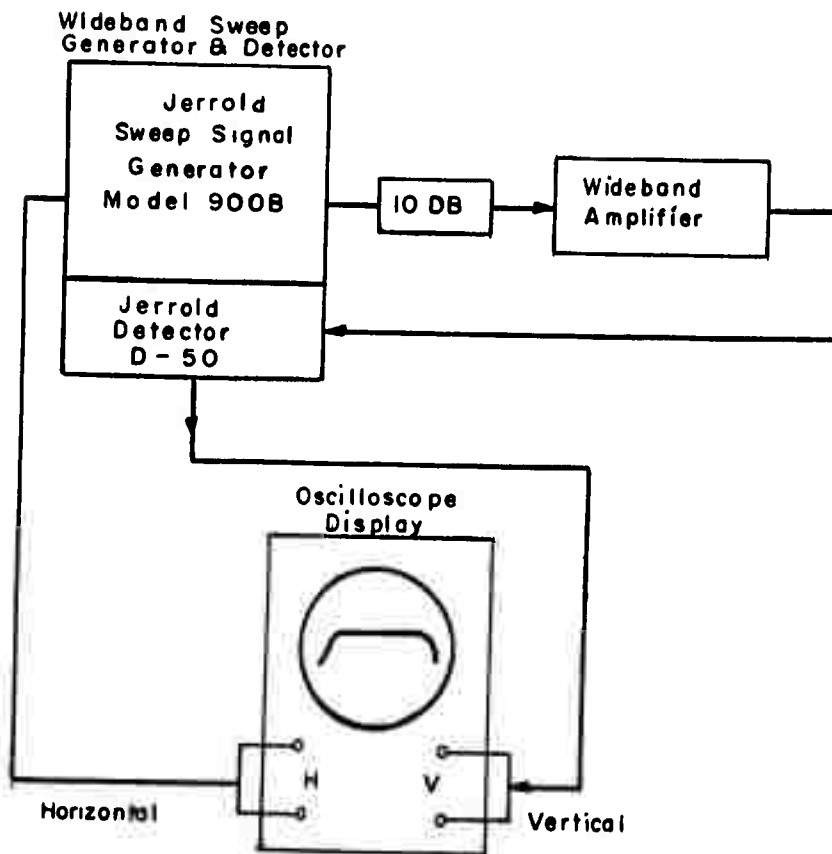 Wideband Sweep
Generator & Detector
Jerrold
Sweep Signal
Generator
Model 900B
10 DB
Wideband
Amplifier
Jerrold
Detector
D-50
Oscilloscope
Display
H
V
Horizontal
Vertical